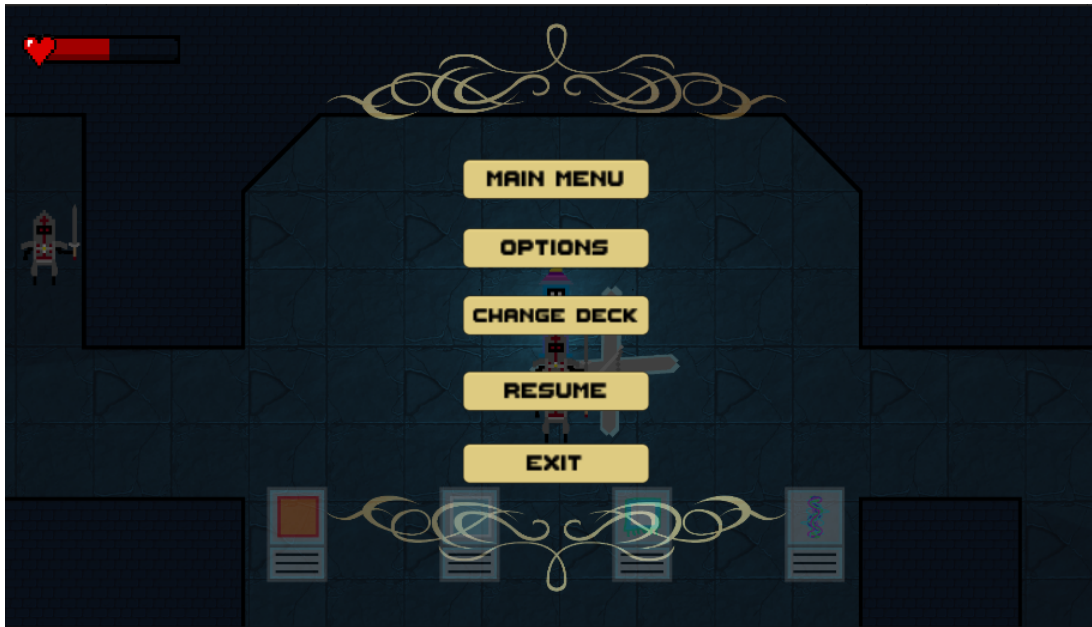 MAIN MENU
OPTIONS
CHANGE DECK
RESUME
EXIT